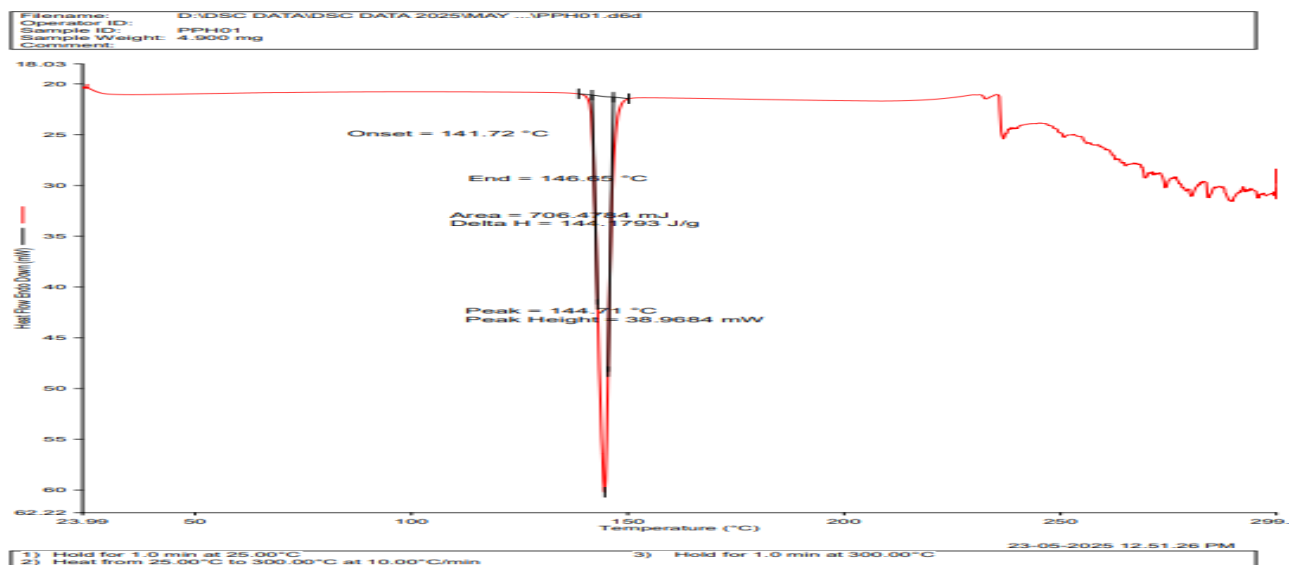 Filename: D:\DSC DATA\DSC DATA 2025\MAY ...\PPH01.d6d
Operator ID:
Sample ID: PPH01
Sample Weight: 4.900 mg
Comment:
18.03
20
25
30
35
40
45
50
55
60
62.22
Heat Flow Endo Down (mW)
Onset = 141.72 °C
End = 146.65 °C
Area = 706.4784 mJ
Delta H = 144.1793 J/g
Peak = 144.71 °C
Peak Height = 38.9684 mW
23.99 50 100 150 200 250 299.
Temperature (°C)
23-05-2025 12.51.26 PM
1) Hold for 1.0 min at 25.00°C 3) Hold for 1.0 min at 300.00°C
2) Heat from 25.00°C to 300.00°C at 10.00°C/min